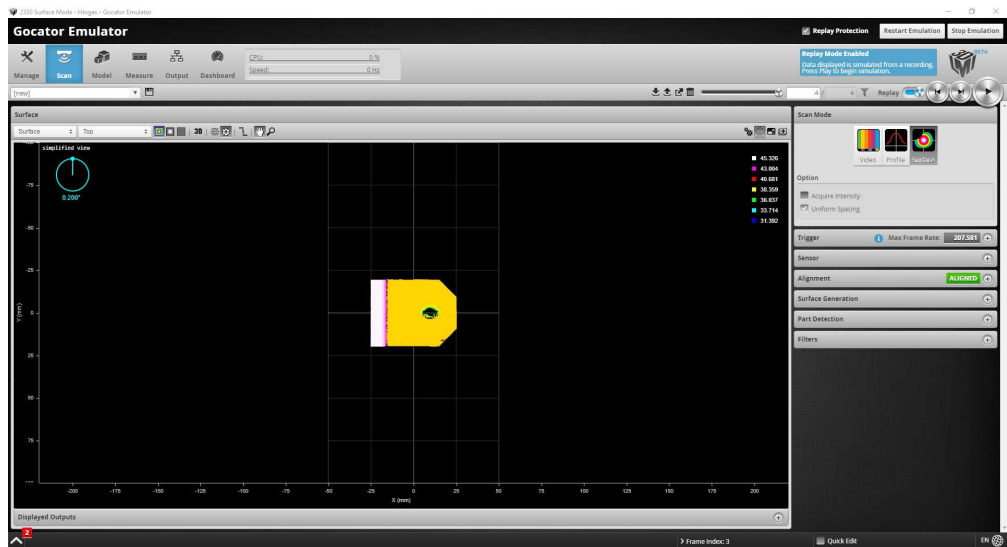 2330 Surface Mode - Hinges - Gocator Emulator
Gocator Emulator
Replay Protection
Restart Emulation
Stop Emulation
Manage
Scan
Model
Measure
Output
Dashboard
CPU: 0 %
Speed: 0 Hz
Replay Mode Enabled
Data displayed is simulated from a recording.
Press Play to begin simulation.
BETA
[new]
4 / 4
Replay
Surface
Surface
Top
3D
simplified view
0.200°
45.326
43.004
40.681
38.359
36.037
33.714
31.392
-75
-50
-25
0
25
50
75
Y (mm)
-200 -175 -150 -125 -100 -75 -50 -25 0 25 50 75 100 125 150 175 200
X (mm)
Displayed Outputs
Scan Mode
Video
Profile
Surface
Option
Acquire Intensity
Uniform Spacing
Trigger
Max Frame Rate: 207.581
Sensor
Alignment
ALIGNED
Surface Generation
Part Detection
Filters
2
Frame Index: 3
Quick Edit
EN